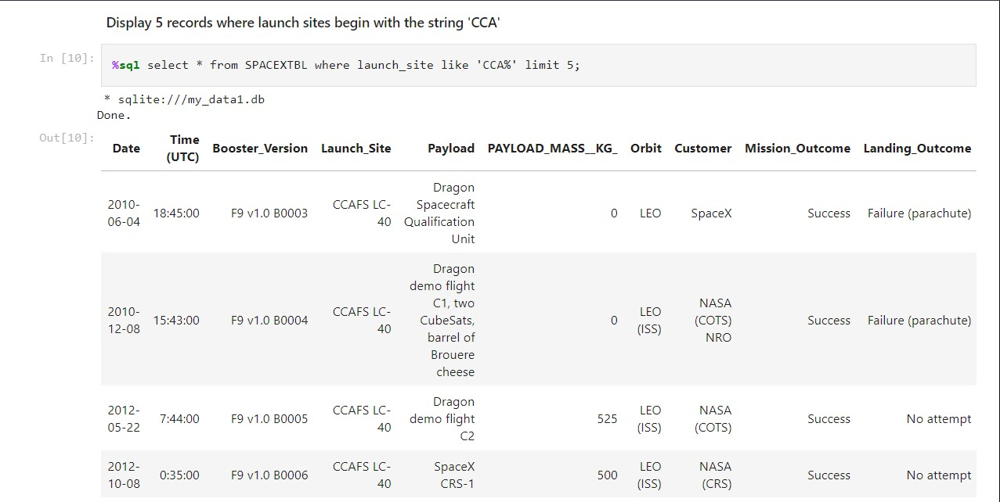 Display 5 records where launch sites begin with the string 'CCA'
In [10]:
%sql select * from SPACEXTBL where launch_site like 'CCA%' limit 5;
* sqlite:///my_data1.db
Done.
Out[10]:
Date Time (UTC) Booster_Version Launch_Site Payload PAYLOAD_MASS__KG_ Orbit Customer Mission_Outcome Landing_Outcome
2010-06-04 18:45:00 F9 v1.0 B0003 CCAFS LC-40 Dragon Spacecraft Qualification Unit 0 LEO SpaceX Success Failure (parachute)
2010-12-08 15:43:00 F9 v1.0 B0004 CCAFS LC-40 Dragon demo flight C1, two CubeSats, barrel of Brouere cheese 0 LEO (ISS) NASA (COTS) NRO Success Failure (parachute)
2012-05-22 7:44:00 F9 v1.0 B0005 CCAFS LC-40 Dragon demo flight C2 525 LEO (ISS) NASA (COTS) Success No attempt
2012-10-08 0:35:00 F9 v1.0 B0006 CCAFS LC-40 SpaceX CRS-1 500 LEO (ISS) NASA (CRS) Success No attempt